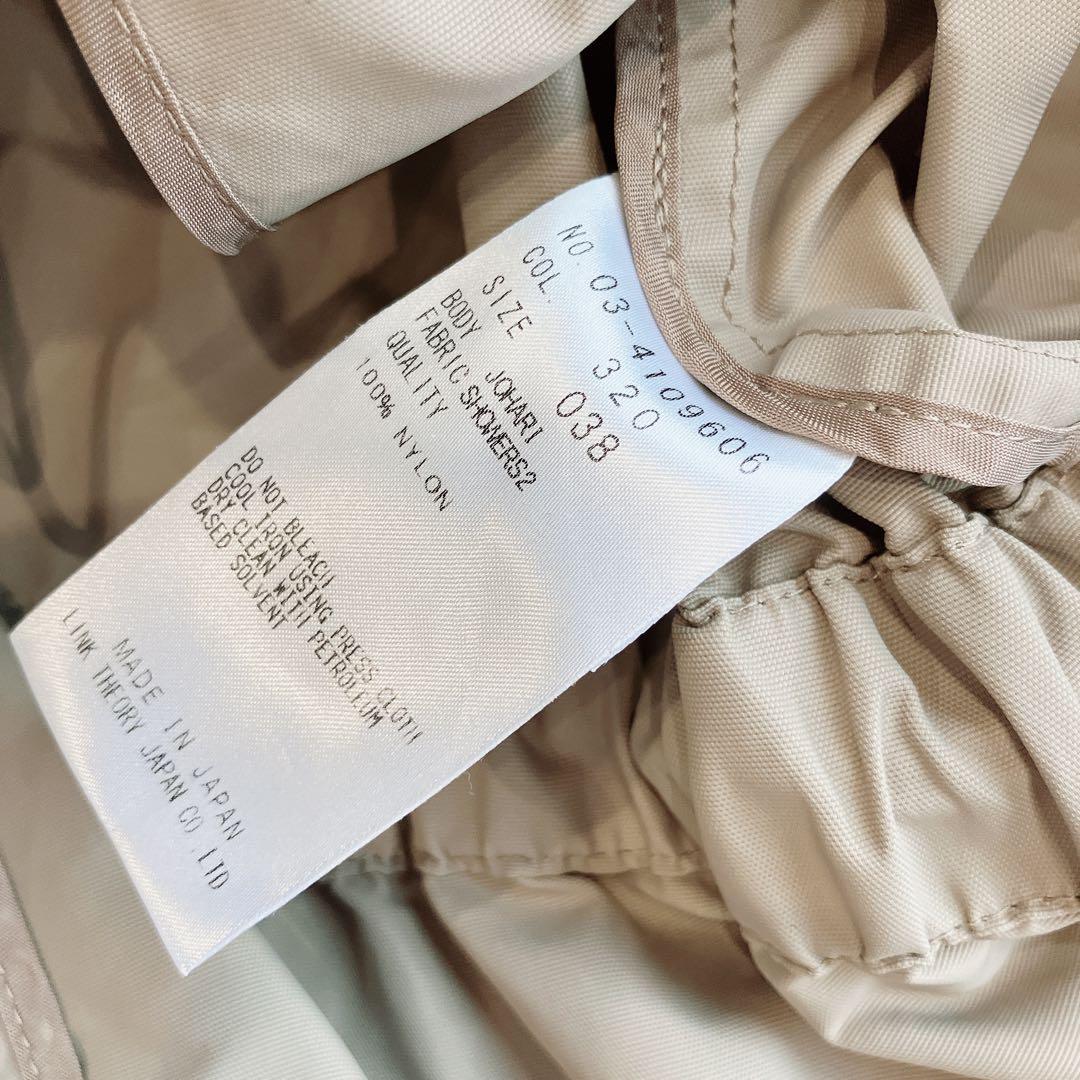 NO. 03-4109606
COL. 320
SIZE 038
BODY JOHARI
FABRIC SHOWERS2
QUALITY
100% NYLON
DO NOT BLEACH
COOL IRON USING PRESS CLOTH
DRY CLEAN WITH PETROLEUM
BASED SOLVENT
MADE IN JAPAN
LINK THEORY JAPAN CO.,LTD